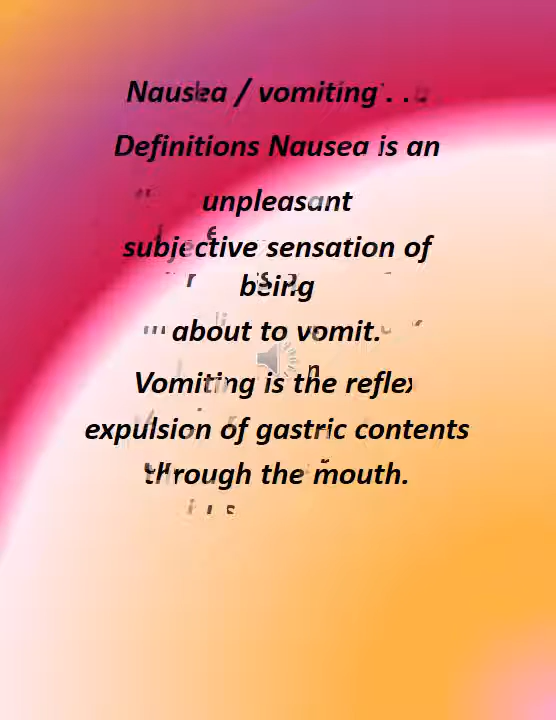 Nausea / vomiting . .
Definitions Nausea is an
unpleasant
subjective sensation of
being
about to vomit.
Vomiting is the reflex
expulsion of gastric contents
through the mouth.